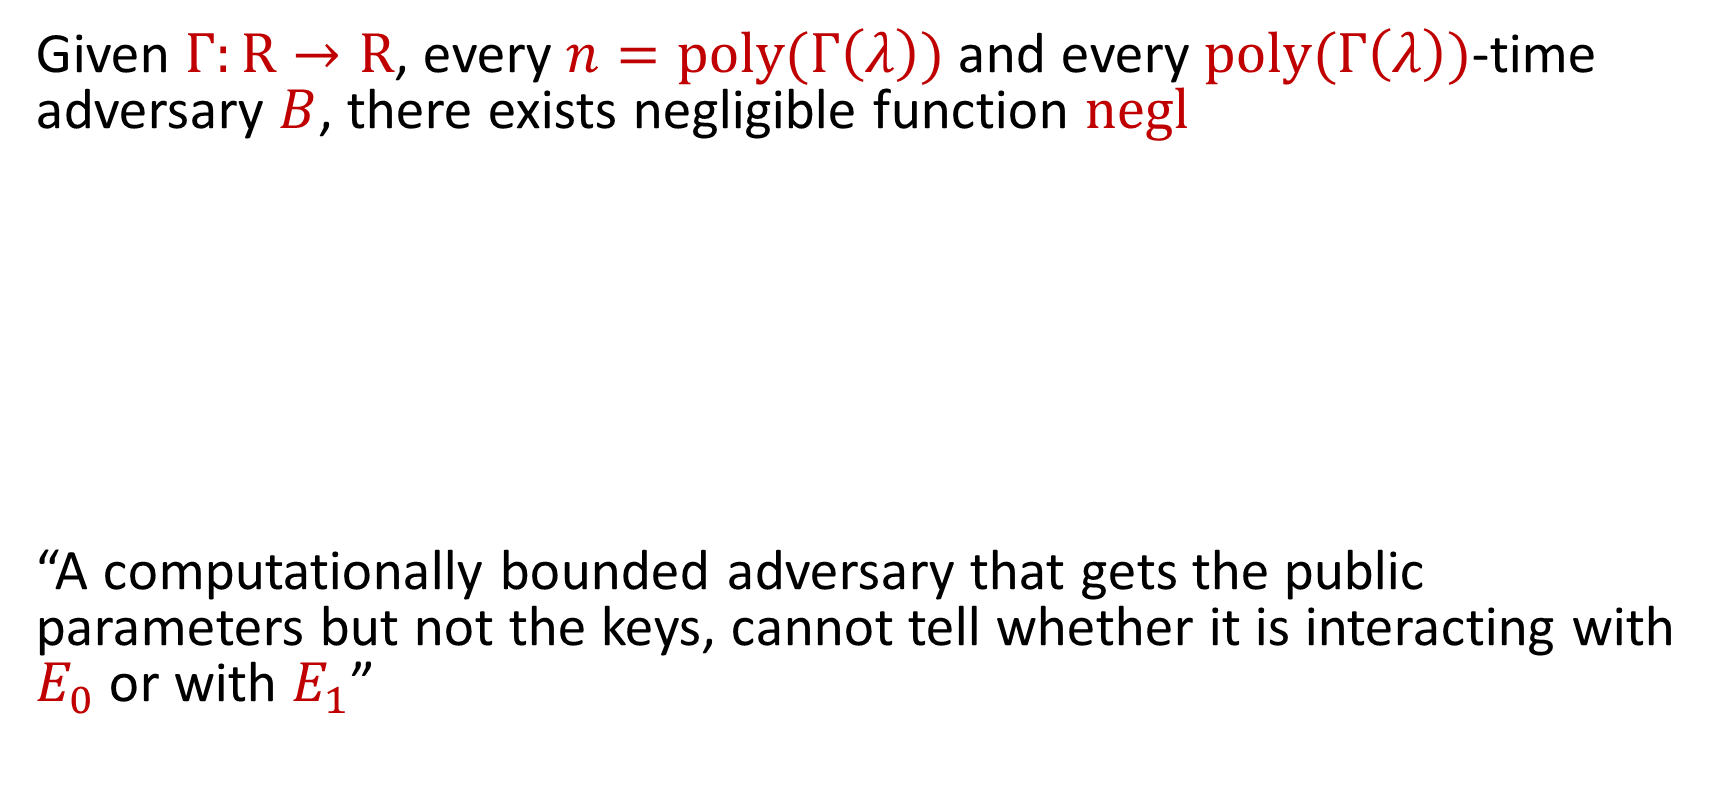 Given Γ: R → R, every 𝑛 = poly(Γ(𝜆)) and every poly(Γ(𝜆))-time
adversary 𝐵, there exists negligible function negl
“A computationally bounded adversary that gets the public
parameters but not the keys, cannot tell whether it is interacting with
𝐸₀ or with 𝐸₁”